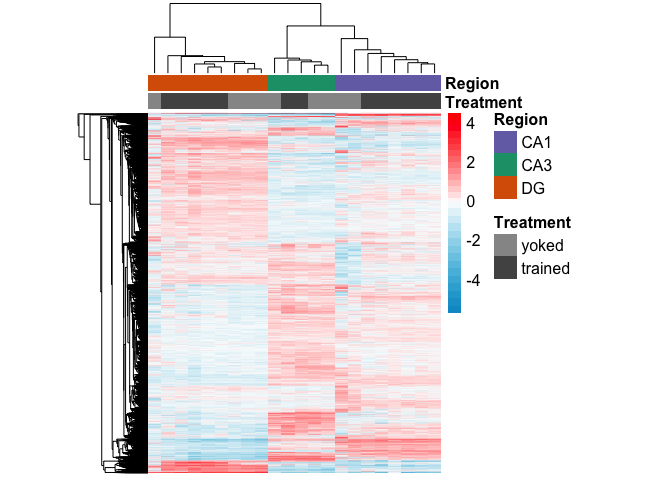 Region
Treatment
4
2
0
-2
-4
Region
CA1
CA3
DG
Treatment
yoked
trained